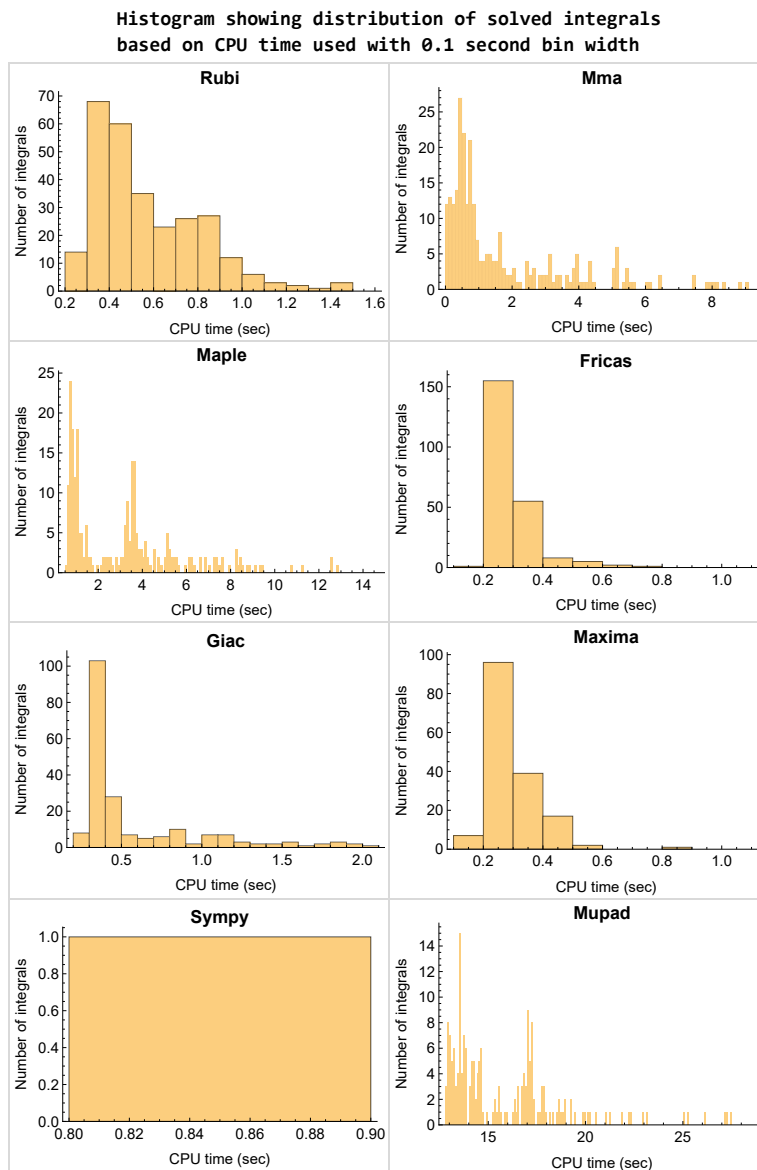 Histogram showing distribution of solved integrals
based on CPU time used with 0.1 second bin width
Rubi
Number of integrals
70
60
50
40
30
20
10
0
0.2 0.4 0.6 0.8 1.0 1.2 1.4 1.6
CPU time (sec)
Mma
Number of integrals
25
20
15
10
5
0
0 2 4 6 8
CPU time (sec)
Maple
Number of integrals
25
20
15
10
5
0
2 4 6 8 10 12 14
CPU time (sec)
Fricas
Number of integrals
150
100
50
0
0.2 0.4 0.6 0.8 1.0
CPU time (sec)
Giac
Number of integrals
100
80
60
40
20
0
0.5 1.0 1.5 2.0
CPU time (sec)
Maxima
Number of integrals
100
80
60
40
20
0
0.2 0.4 0.6 0.8 1.0
CPU time (sec)
Sympy
Number of integrals
1.0
0.8
0.6
0.4
0.2
0.0
0.80 0.82 0.84 0.86 0.88 0.90
CPU time (sec)
Mupad
Number of integrals
14
12
10
8
6
4
2
0
15 20 25
CPU time (sec)